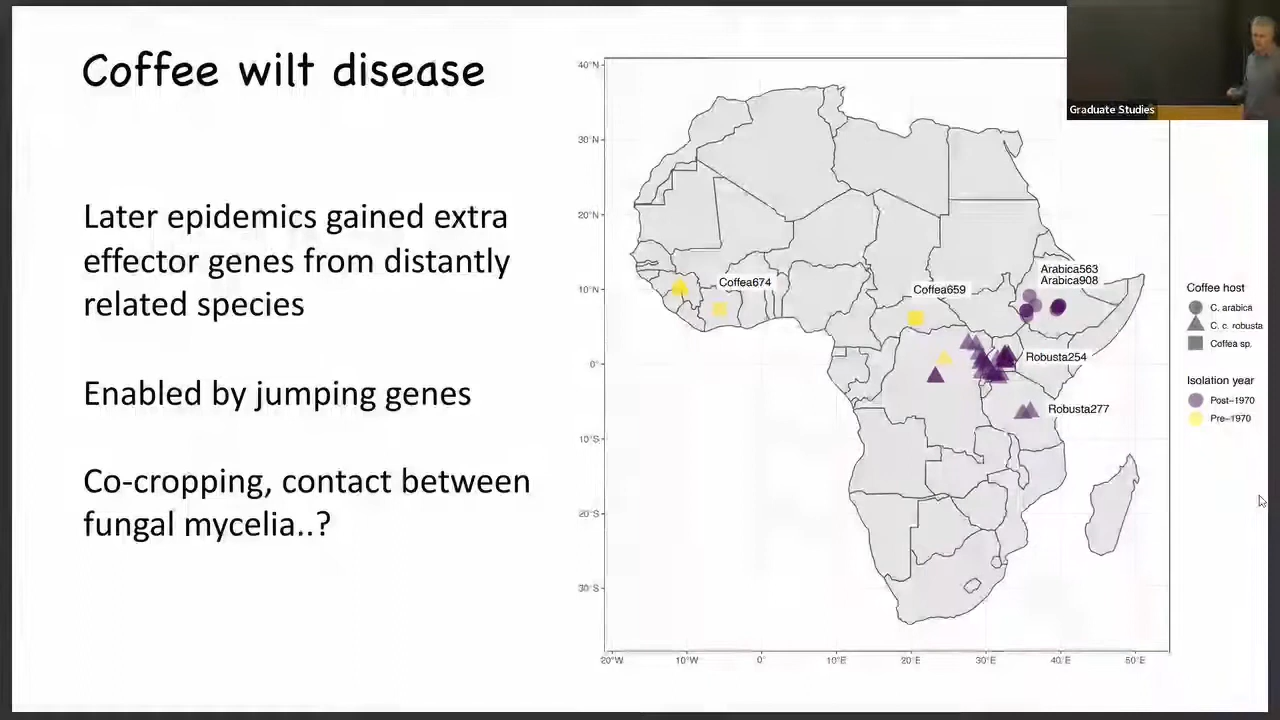 Coffee wilt disease
Later epidemics gained extra
effector genes from distantly
related species
Enabled by jumping genes
Co-cropping, contact between
fungal mycelia..?
Graduate Studies
40°N
30°N
20°N
10°N
0°
10°S
20°S
30°S
20°W
10°W
0°
10°E
20°E
30°E
40°E
50°E
Coffea674
Coffea659
Arabica563
Arabica908
Robusta254
Robusta277
Coffee host
C. arabica
C. c. robusta
Coffea sp.
Isolation year
Post-1970
Pre-1970